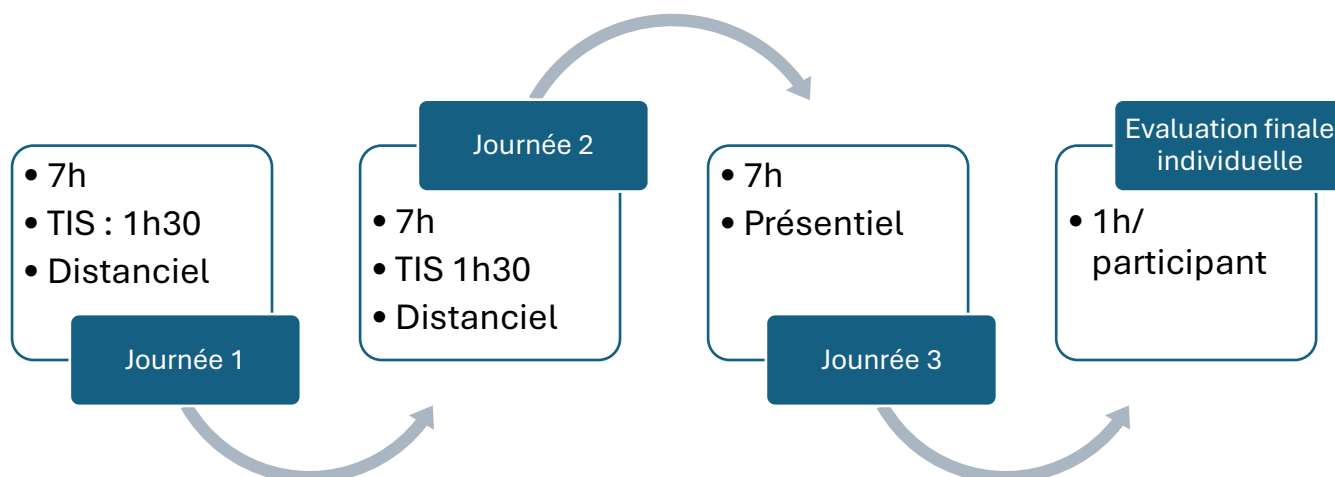 • 7h
• TIS : 1h30
• Distanciel
Journée 1
Journée 2
• 7h
• TIS 1h30
• Distanciel
• 7h
• Présentiel
Jounrée 3
Evaluation finale
individuelle
• 1h/
participant